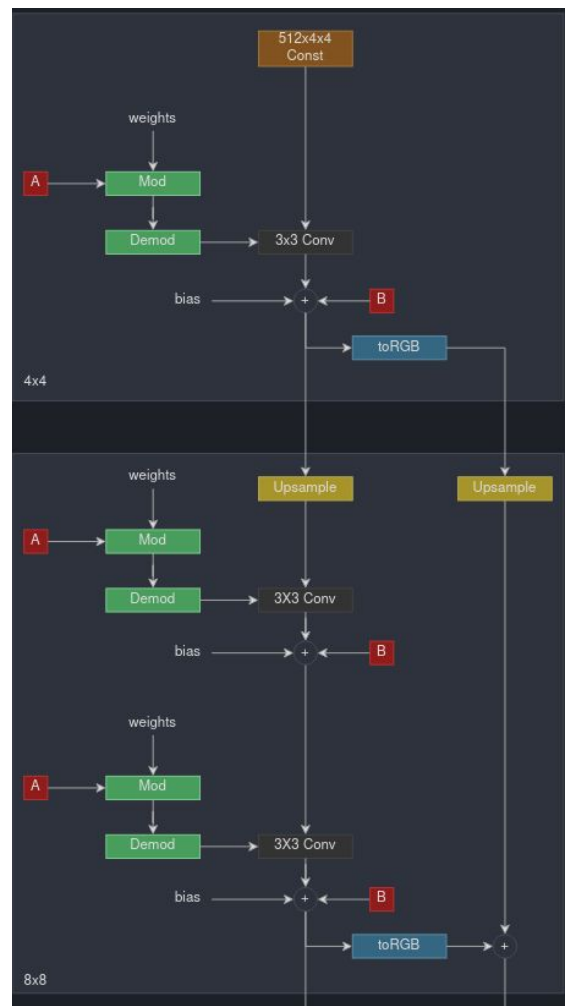 512x4x4
Const
weights
A
Mod
Demod
3x3 Conv
bias
+
B
toRGB
4x4
weights
Upsample
Upsample
A
Mod
Demod
3X3 Conv
bias
+
B
weights
A
Mod
Demod
3X3 Conv
bias
+
B
toRGB
+
8x8